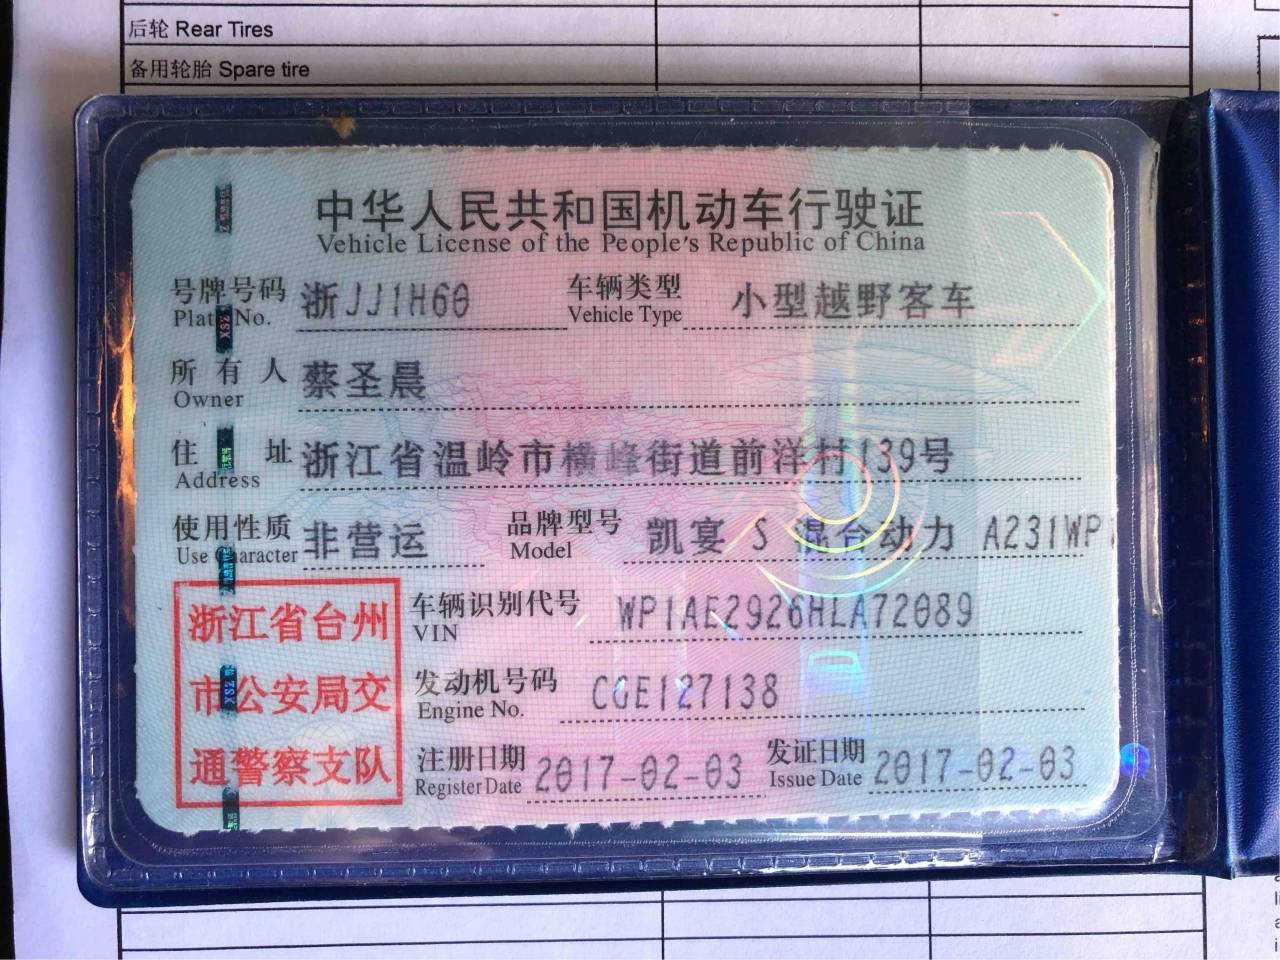 后轮 Rear Tires
备用轮胎 Spare tire
中华人民共和国机动车行驶证
Vehicle License of the People's Republic of China
号牌号码 浙JJ1H60 车辆类型 小型越野客车
Plate No. Vehicle Type
所有人 蔡圣晨
Owner
住址 浙江省温岭市横峰街道前洋村139号
Address
使用性质 非营运 品牌型号 凯宴 S 混合动力 A231WP
Use Character Model
浙江省台州
市公安局交
通警察支队
车辆识别代号 WP1AE2926HLA72089
VIN
发动机号码 CGE127138
Engine No.
注册日期 2017-02-03 发证日期 2017-02-03
Register Date Issue Date